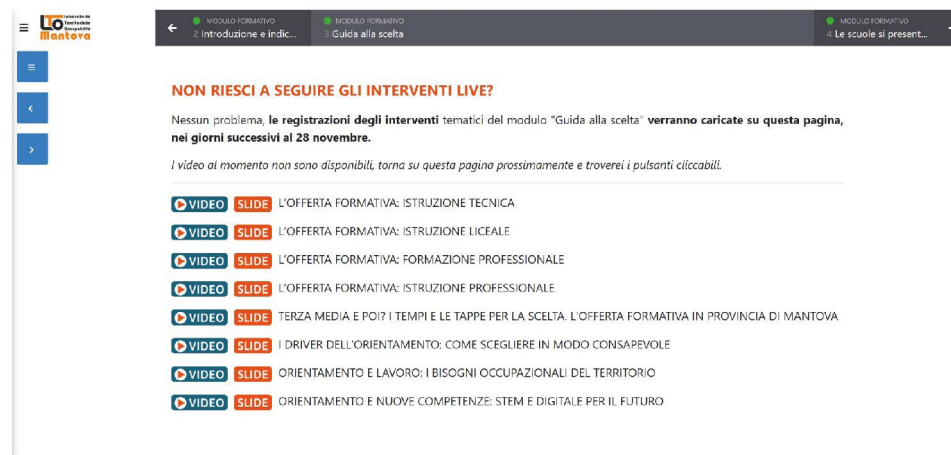 LTO Laboratorio
Territoriale
Occupabilità
Mantova
MODULO FORMATIVO
2 Introduzione e indic...
MODULO FORMATIVO
3 Guida alla scelta
MODULO FORMATIVO
4 Le scuole si present...
NON RIESCI A SEGUIRE GLI INTERVENTI LIVE?
Nessun problema, le registrazioni degli interventi tematici del modulo "Guida alla scelta" verranno caricate su questa pagina,
nei giorni successivi al 28 novembre.
I video al momento non sono disponibili, torna su questa pagina prossimamente e troverei i pulsanti cliccabili.
VIDEO SLIDE L'OFFERTA FORMATIVA: ISTRUZIONE TECNICA
VIDEO SLIDE L'OFFERTA FORMATIVA: ISTRUZIONE LICEALE
VIDEO SLIDE L'OFFERTA FORMATIVA: FORMAZIONE PROFESSIONALE
VIDEO SLIDE L'OFFERTA FORMATIVA: ISTRUZIONE PROFESSIONALE
VIDEO SLIDE TERZA MEDIA E POI? I TEMPI E LE TAPPE PER LA SCELTA. L'OFFERTA FORMATIVA IN PROVINCIA DI MANTOVA
VIDEO SLIDE I DRIVER DELL'ORIENTAMENTO: COME SCEGLIERE IN MODO CONSAPEVOLE
VIDEO SLIDE ORIENTAMENTO E LAVORO: I BISOGNI OCCUPAZIONALI DEL TERRITORIO
VIDEO SLIDE ORIENTAMENTO E NUOVE COMPETENZE: STEM E DIGITALE PER IL FUTURO